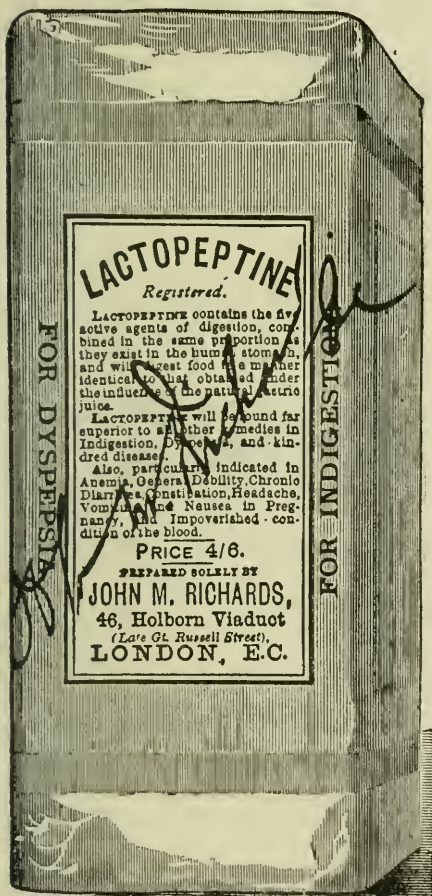 LACTOPEPTINE
Registered.
LACTOPEPTINE contains the five
active agents of digestion, com-
bined in the same proportion as
they exist in the human stomach,
and will digest food in a manner
identical to that obtained under
the influence of the natural gastric
juice.
LACTOPEPTINE will be found far
superior to all other remedies in
Indigestion, Dyspepsia, and kin-
dred diseases.
Also, particularly indicated in
Anemia, General Debility, Chronic
Diarrhœa, Constipation, Headache,
Vomiting and Neusea in Preg-
nancy, and Impoverished con-
dition of the blood.
PRICE 4/6.
PREPARED SOLELY BY
JOHN M. RICHARDS,
46, Holborn Viaduct
(Late Gt. Russell Street),
LONDON, E.C.
FOR DYSPEPSIA
FOR INDIGESTION.
John M. Richards